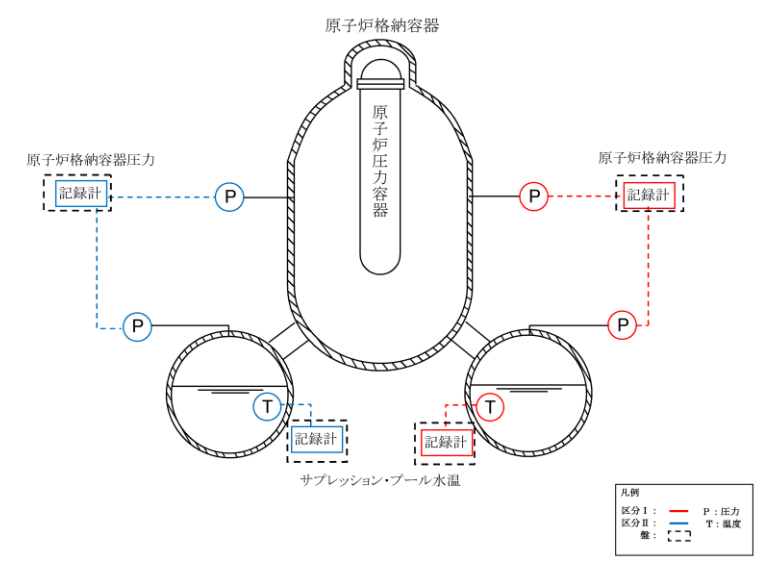 原子炉格納容器
原子炉圧力容器
原子炉格納容器圧力
記録計
P
P
原子炉格納容器圧力
P
記録計
P
T
記録計
T
記録計
サプレッション・プール水温
凡例
区分Ⅰ： P：圧力
区分Ⅱ： T：温度
盤：